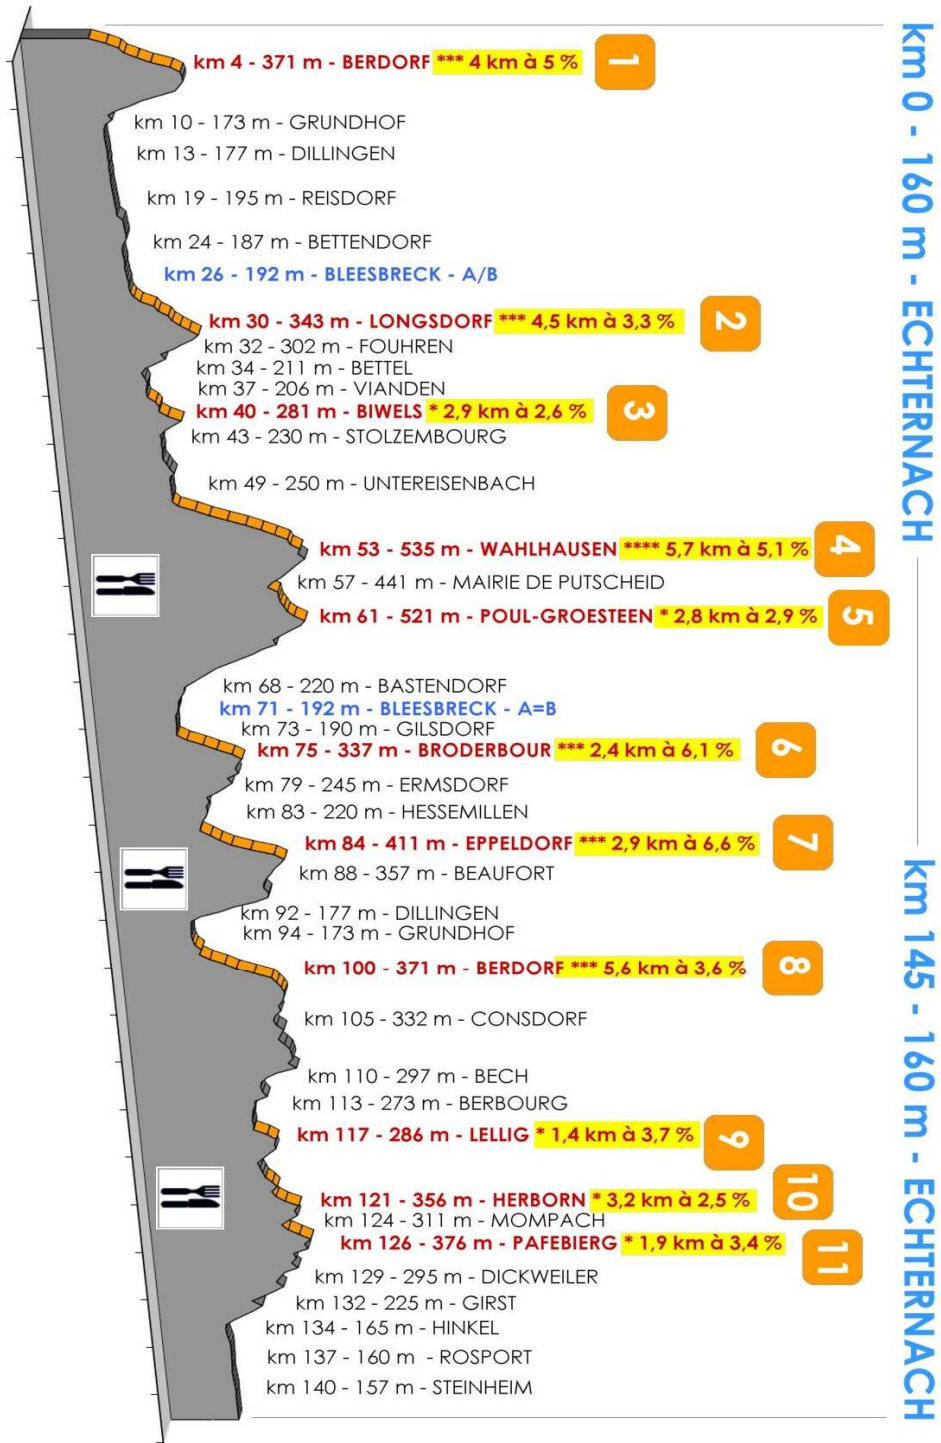 km 0 - 160 m - ECHTERNACH
km 4 - 371 m - BERDORF *** 4 km à 5 %
1
km 10 - 173 m - GRUNDHOF
km 13 - 177 m - DILLINGEN
km 19 - 195 m - REISDORF
km 24 - 187 m - BETTENDORF
km 26 - 192 m - BLEESBRECK - A/B
km 30 - 343 m - LONGSDORF *** 4,5 km à 3,3 %
2
km 32 - 302 m - FOUHREN
km 34 - 211 m - BETTEL
km 37 - 206 m - VIANDEN
km 40 - 281 m - BIWELS * 2,9 km à 2,6 %
3
km 43 - 230 m - STOLZEMBOURG
km 49 - 250 m - UNTEREISENBACH
km 53 - 535 m - WAHLHAUSEN **** 5,7 km à 5,1 %
4
km 57 - 441 m - MAIRIE DE PUTSCHEID
km 61 - 521 m - POUL-GROESTEEN * 2,8 km à 2,9 %
5
km 68 - 220 m - BASTENDORF
km 71 - 192 m - BLEESBRECK - A=B
km 73 - 190 m - GILSDORF
km 75 - 337 m - BRODERBOUR *** 2,4 km à 6,1 %
6
km 79 - 245 m - ERMSDORF
km 83 - 220 m - HESSEMILLEN
km 84 - 411 m - EPPELDORF *** 2,9 km à 6,6 %
7
km 88 - 357 m - BEAUFORT
km 92 - 177 m - DILLINGEN
km 94 - 173 m - GRUNDHOF
km 100 - 371 m - BERDORF *** 5,6 km à 3,6 %
8
km 105 - 332 m - CONSDORF
km 110 - 297 m - BECH
km 113 - 273 m - BERBOURG
km 117 - 286 m - LELLIG * 1,4 km à 3,7 %
9
km 121 - 356 m - HERBORN * 3,2 km à 2,5 %
10
km 124 - 311 m - MOMPACH
km 126 - 376 m - PAFEBIERG * 1,9 km à 3,4 %
11
km 129 - 295 m - DICKWEILER
km 132 - 225 m - GIRST
km 134 - 165 m - HINKEL
km 137 - 160 m - ROSPORT
km 140 - 157 m - STEINHEIM
km 145 - 160 m - ECHTERNACH